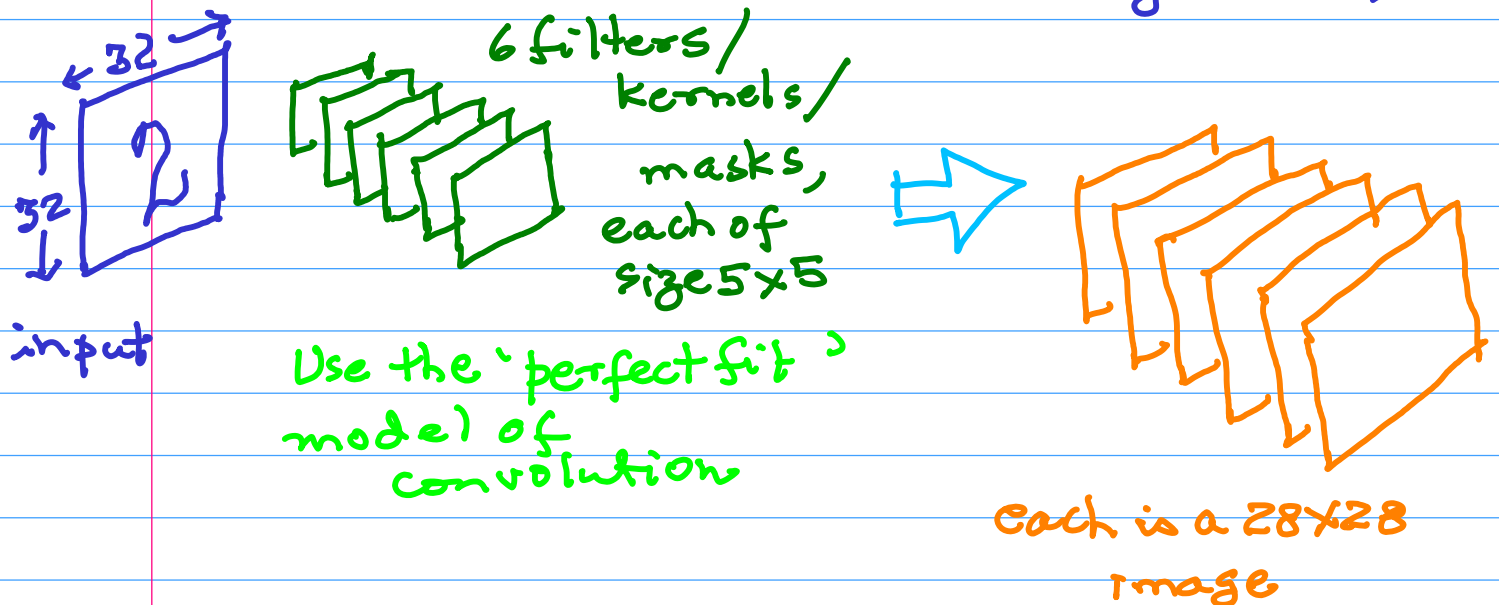 32
32
2
input
6 filters/
kernels/
masks,
each of
size 5x5
Use the 'perfect fit'
model of
convolution
each is a 28x28
image